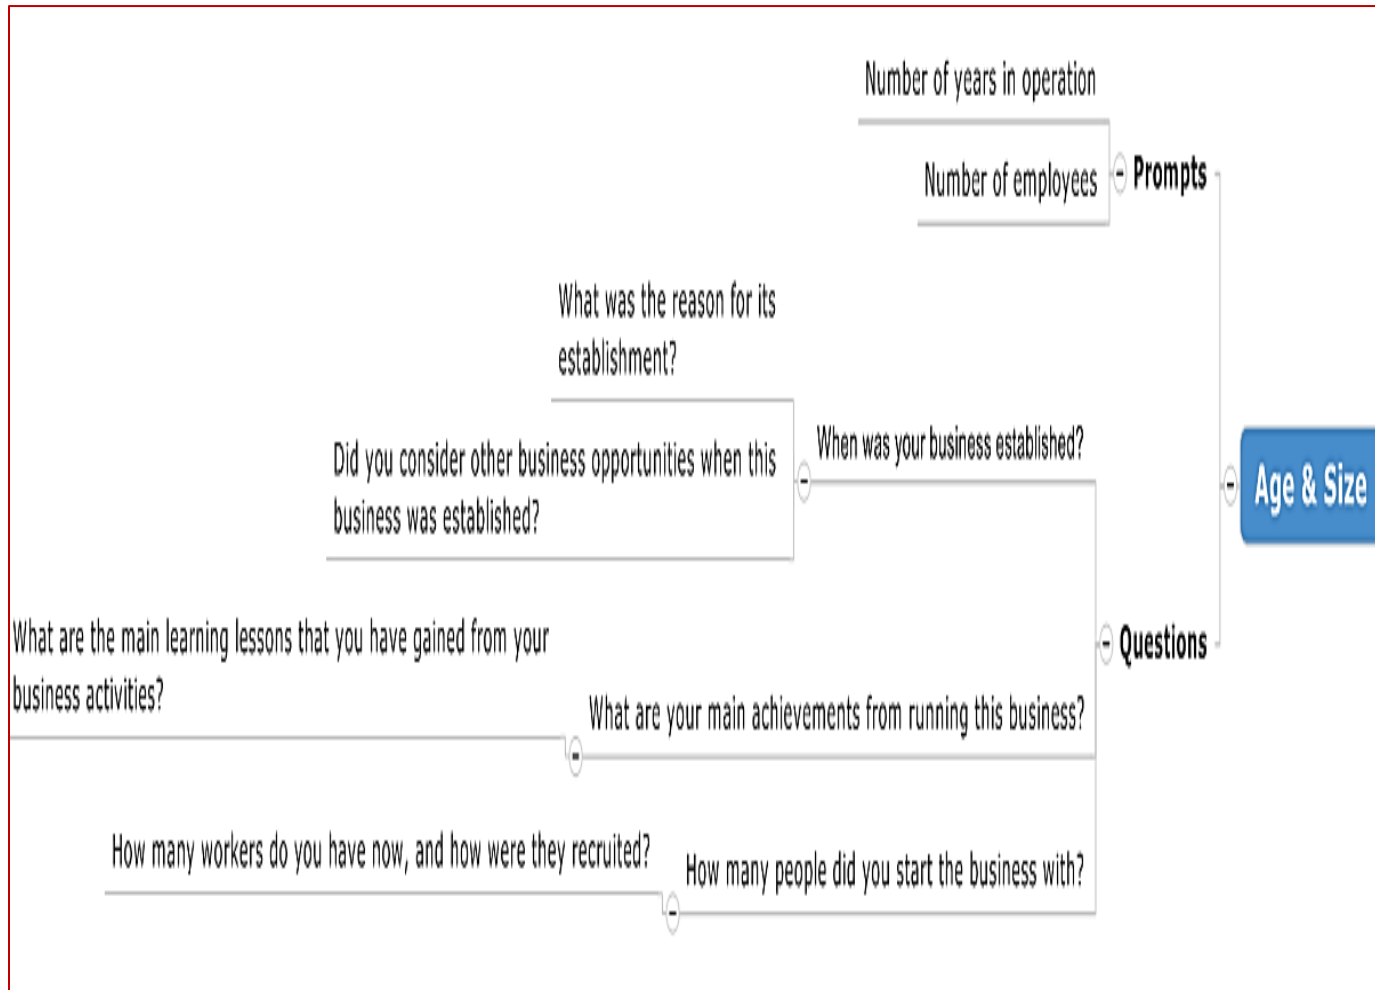 Number of years in operation
Number of employees
Prompts
What was the reason for its
establishment?
When was your business established?
Did you consider other business opportunities when this
business was established?
Age & Size
What are the main learning lessons that you have gained from your
business activities?
Questions
What are your main achievements from running this business?
How many workers do you have now, and how were they recruited?
How many people did you start the business with?